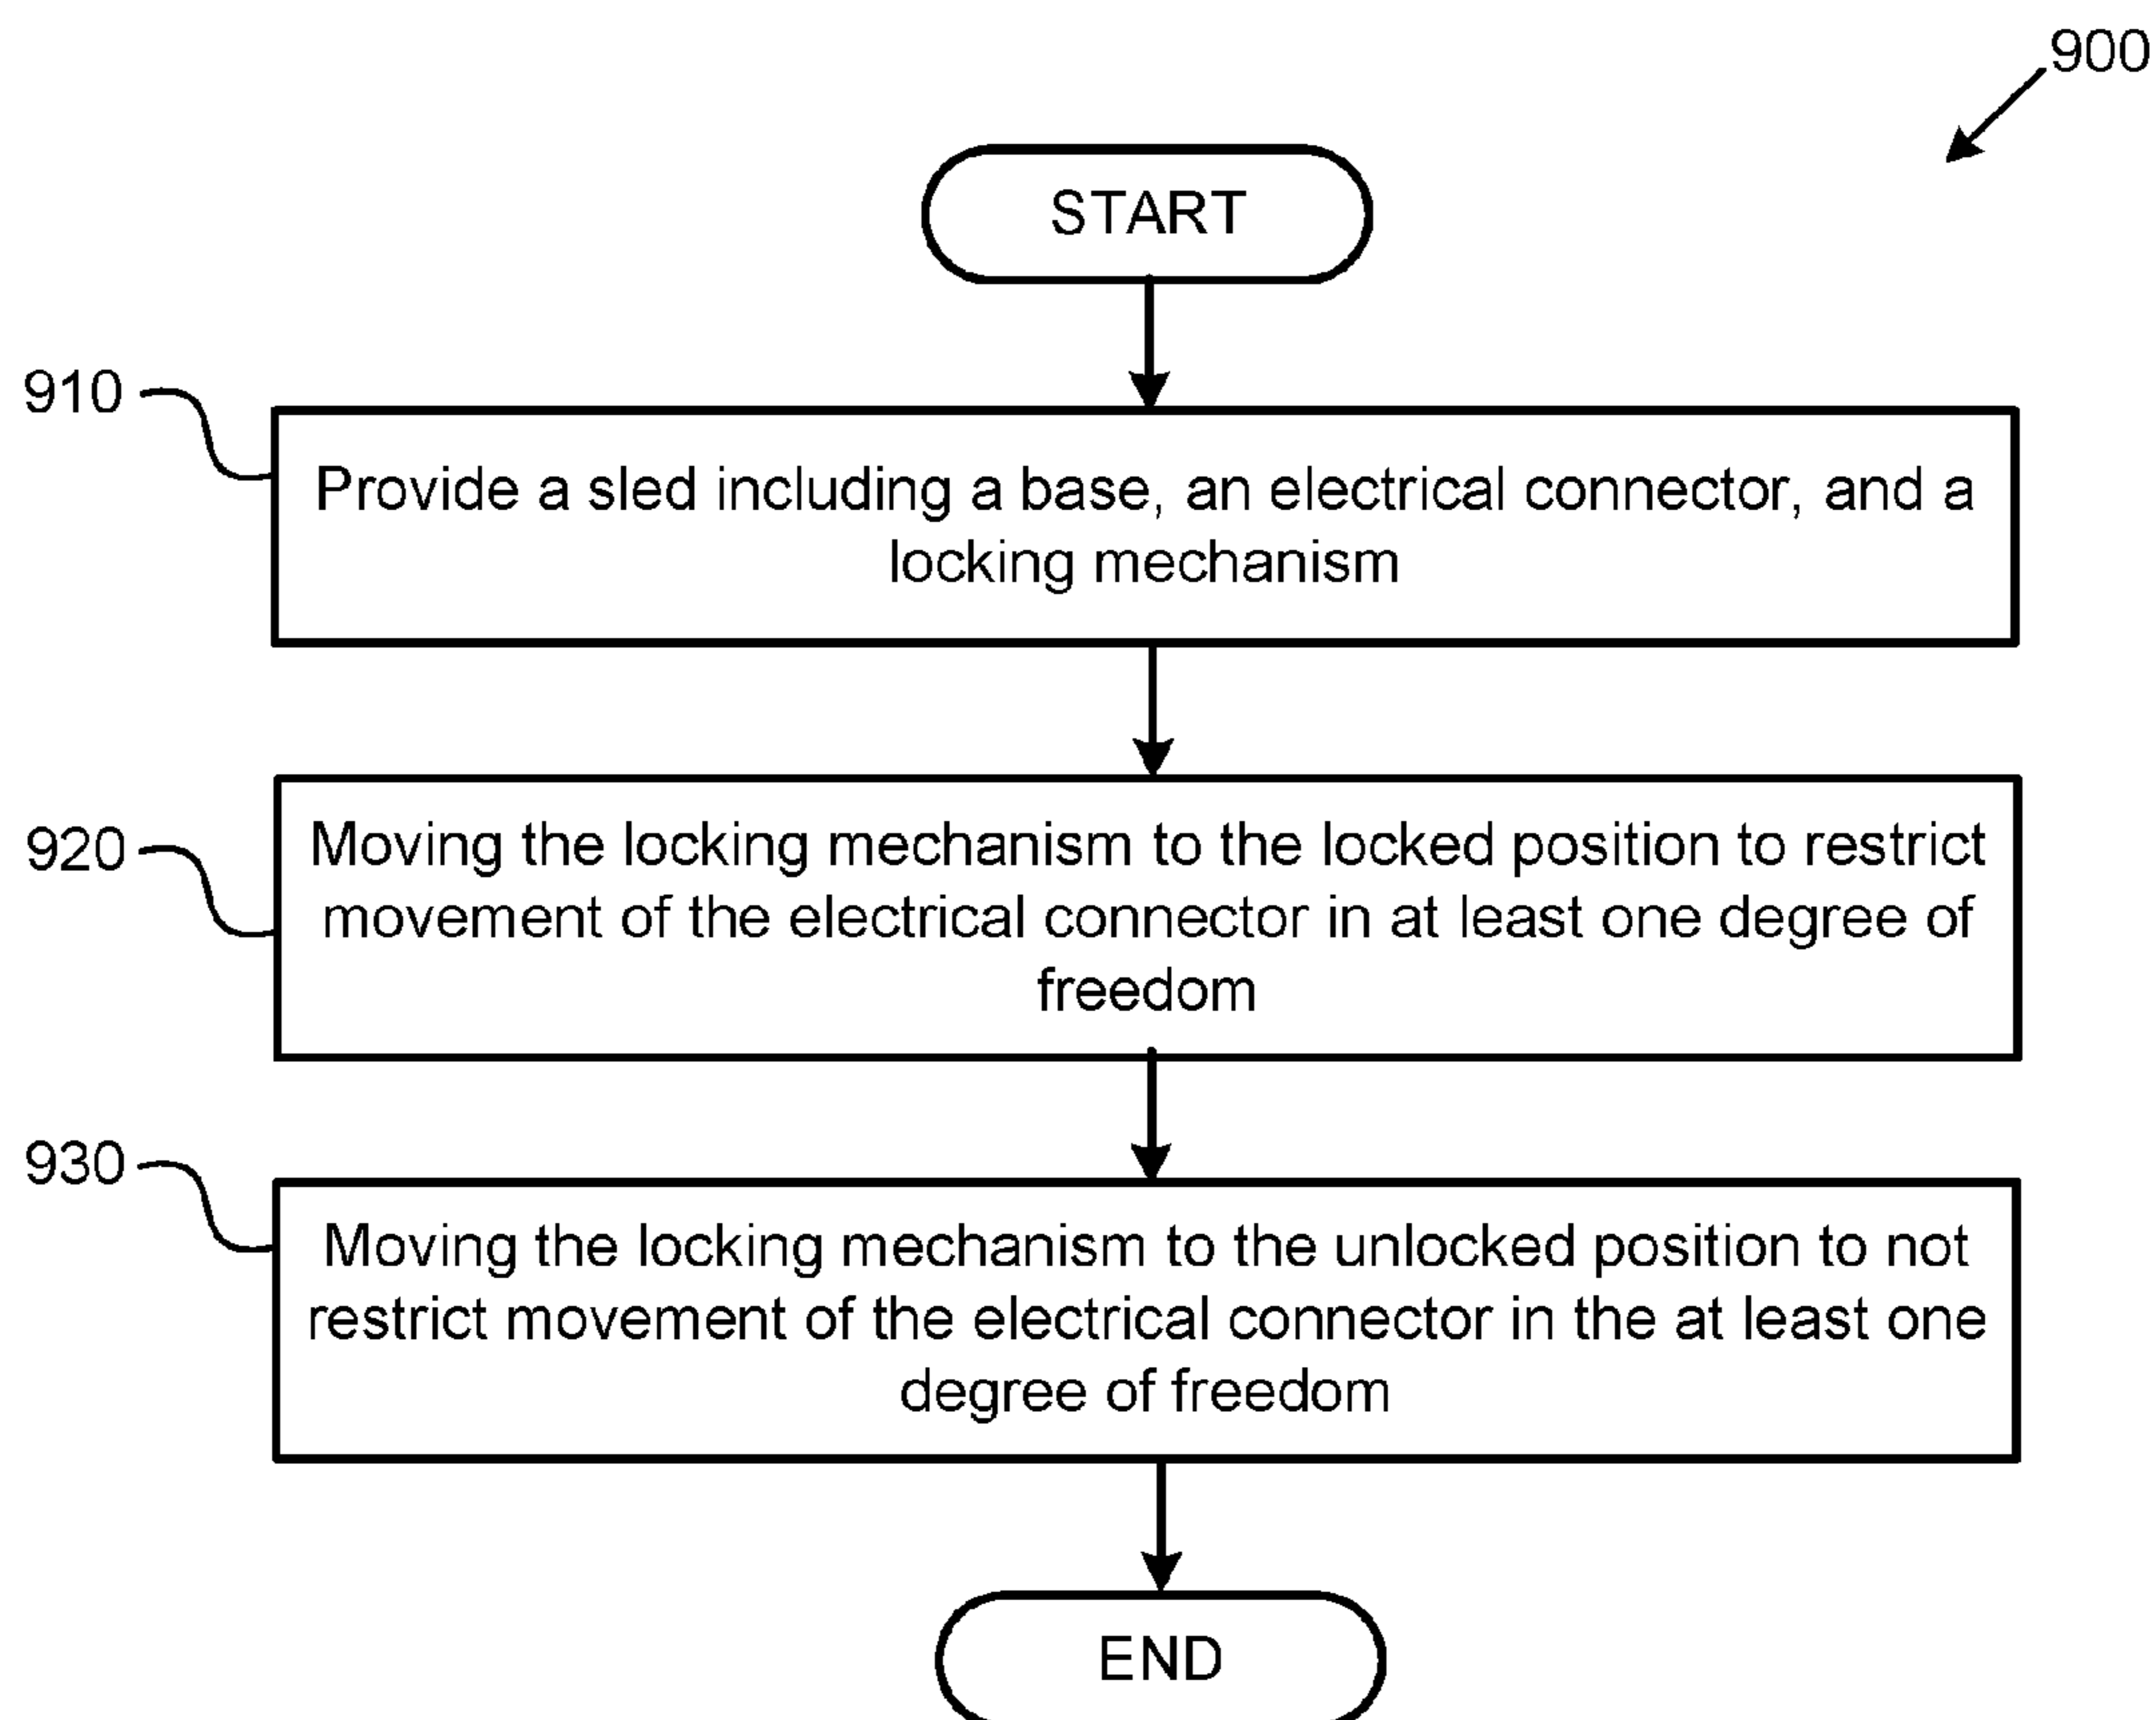 900
START
910
Provide a sled including a base, an electrical connector, and a
locking mechanism
920
Moving the locking mechanism to the locked position to restrict
movement of the electrical connector in at least one degree of
freedom
930
Moving the locking mechanism to the unlocked position to not
restrict movement of the electrical connector in the at least one
degree of freedom
END